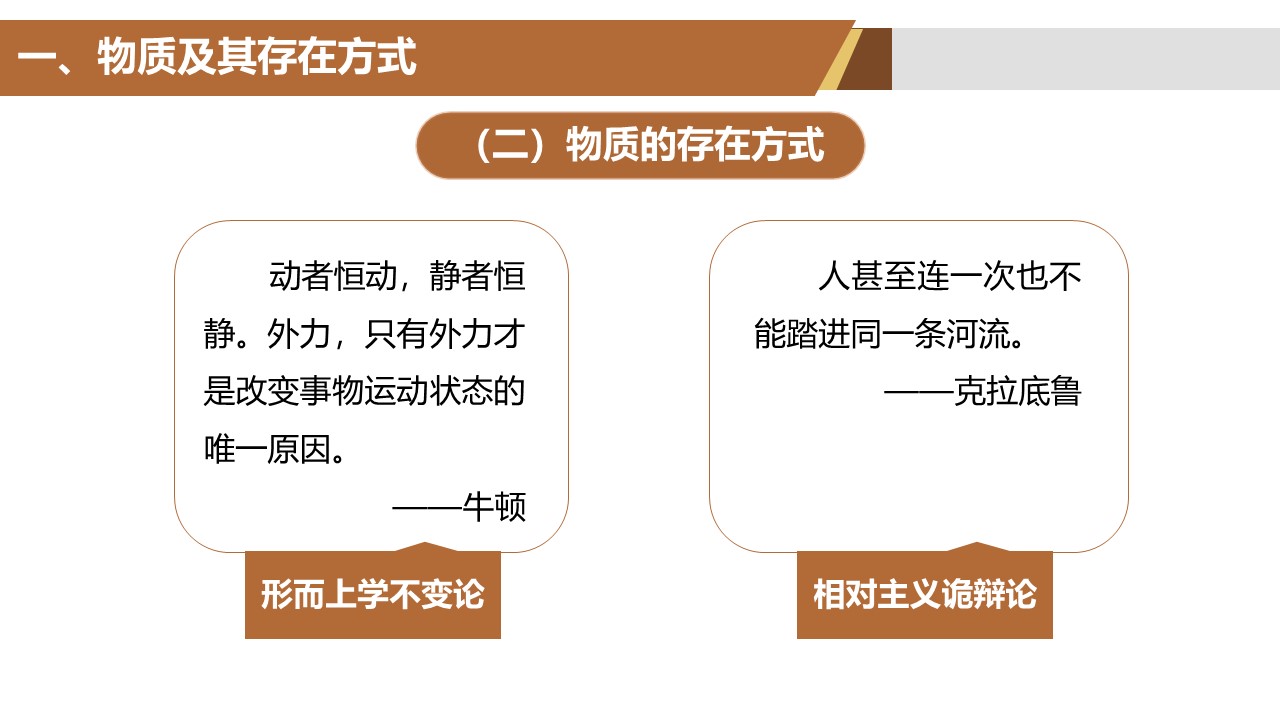 一、物质及其存在方式
（二）物质的存在方式
动者恒动，静者恒
静。外力，只有外力才
是改变事物运动状态的
唯一原因。
——牛顿
形而上学不变论
人甚至连一次也不
能踏进同一条河流。
——克拉底鲁
相对主义诡辩论